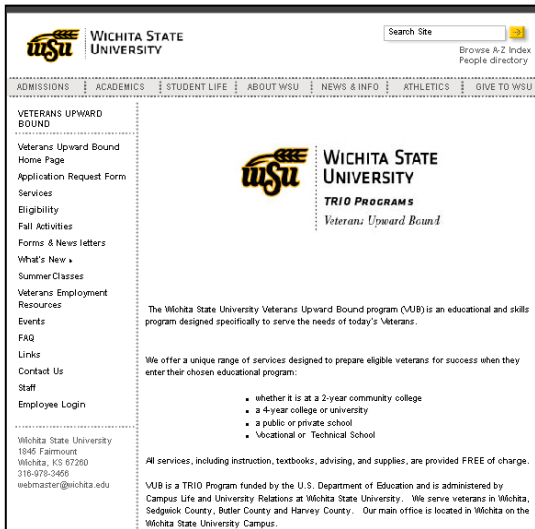 wsu WICHITA STATE
UNIVERSITY
Search Site
Browse A-Z Index
People directory
ADMISSIONS ACADEMICS STUDENT LIFE ABOUT WSU NEWS & INFO ATHLETICS GIVE TO WSU
VETERANS UPWARD
BOUND
Veterans Upward Bound
Home Page
Application Request Form
Services
Eligibility
Fall Activities
Forms & Newsletters
What's New
Summer Classes
Veterans Employment
Resources
Events
FAQ
Links
Contact Us
Staff
Employee Login
Wichita State University
1845 Fairmount
Wichita, KS 67260
316-978-3456
webmaster@wichita.edu
wsu WICHITA STATE
UNIVERSITY
TRIO PROGRAMS
Veterans Upward Bound
The Wichita State University Veterans Upward Bound program (VUB) is an educational and skills
program designed specifically to serve the needs of today's Veterans.
We offer a unique range of services designed to prepare eligible veterans for success when they
enter their chosen educational program:
whether it is at a 2-year community college
a 4-year college or university
a public or private school
Vocational or Technical School
All services, including instruction, textbooks, advising, and supplies, are provided FREE of charge.
VUB is a TRIO Program funded by the U.S. Department of Education and is administered by
Campus Life and University Relations at Wichita State University. We serve veterans in Wichita,
Sedgwick County, Butler County and Harvey County. Our main office is located in Wichita on the
Wichita State University Campus.